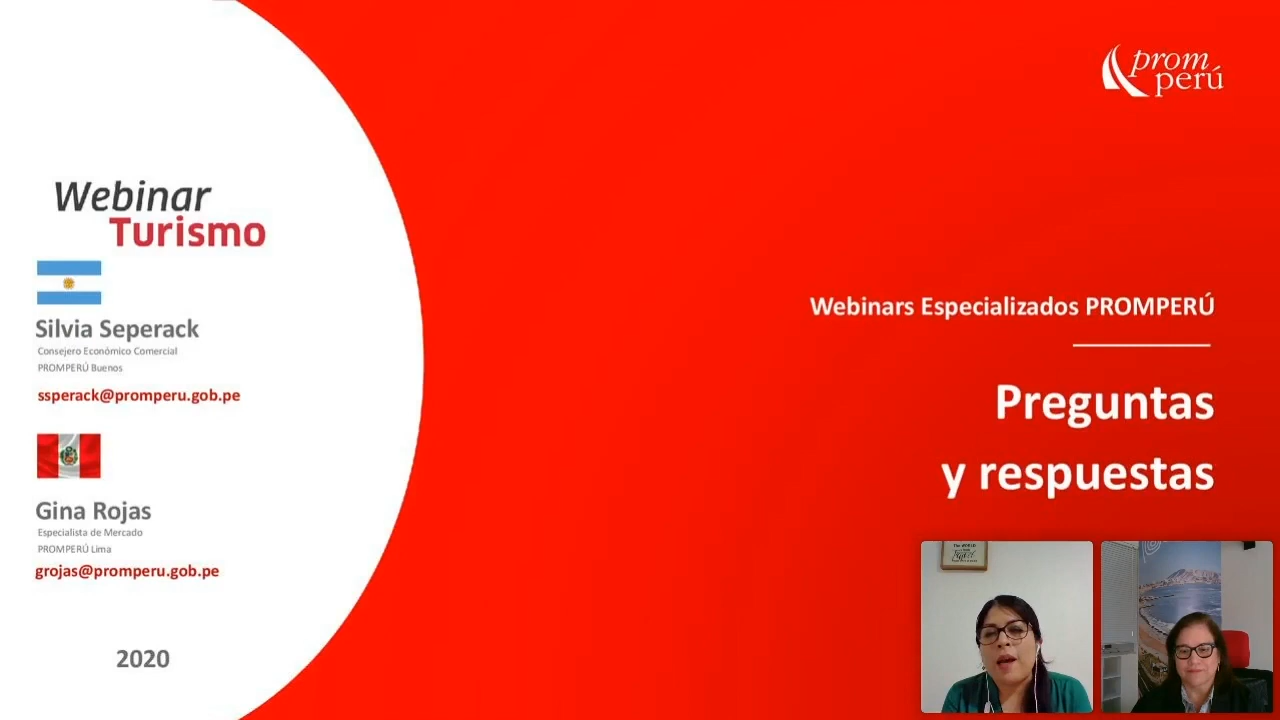 prom
perú
Webinar
Turismo
Silvia Seperack
Consejero Económico Comercial
PROMPERÚ Buenos
ssperack@promperu.gob.pe
Gina Rojas
Especialista de Mercado
PROMPERÚ Lima
grojas@promperu.gob.pe
2020
Webinars Especializados PROMPERÚ
Preguntas
y respuestas